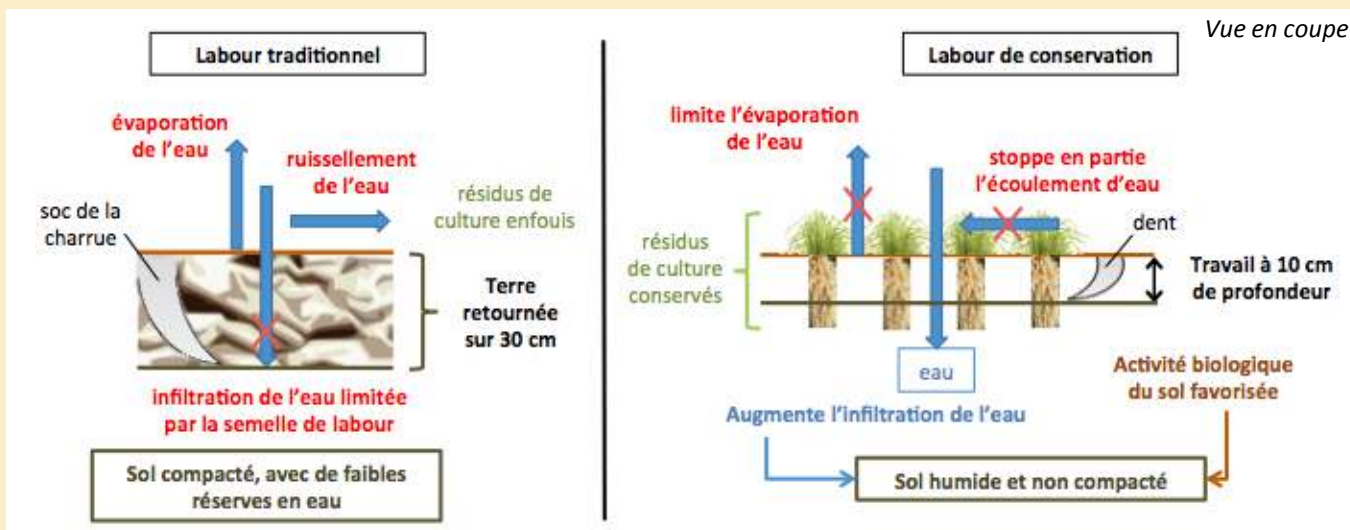 Vue en coupe
Labour traditionnel
évaporation
de l'eau
ruissellement
de l'eau
résidus de
culture enfouis
soc de la
charrue
Terre
retournée
sur 30 cm
infiltration de l'eau limitée
par la semelle de labour
Sol compacté, avec de faibles
réserves en eau
Labour de conservation
limite l'évaporation
de l'eau
stoppe en partie
l'écoulement d'eau
dent
résidus
de culture
conservés
Travail à 10 cm
de profondeur
eau
Activité biologique
du sol favorisée
Augmente l'infiltration de l'eau
Sol humide et non compacté